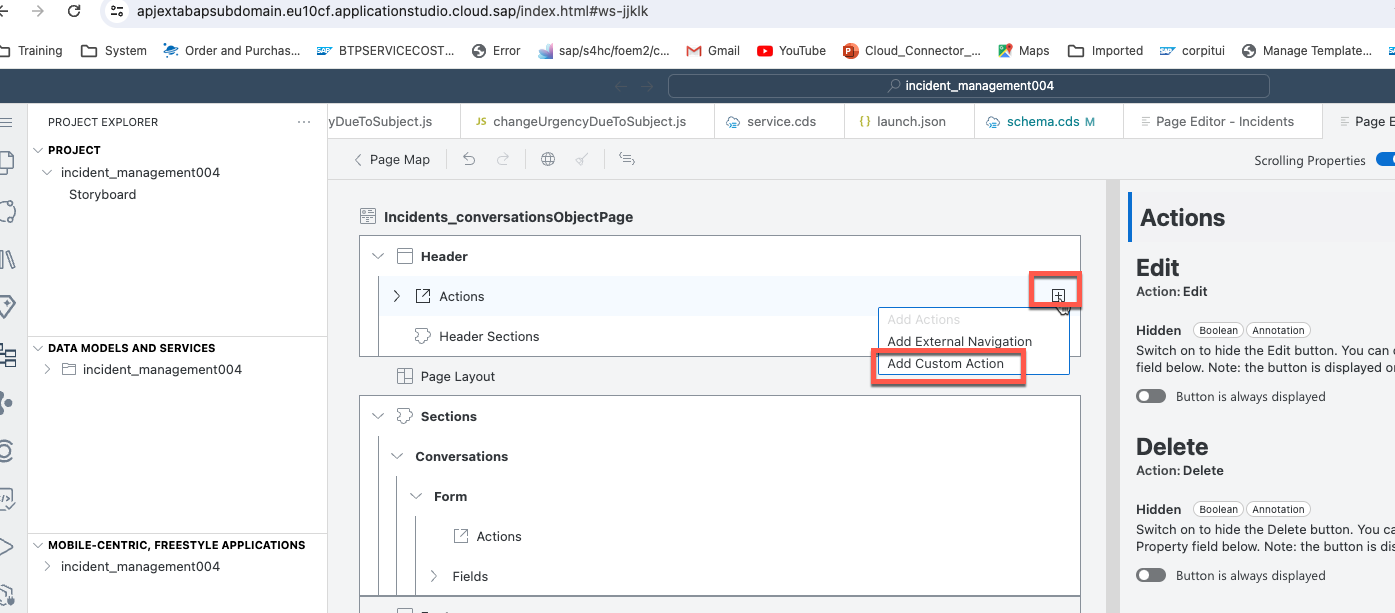 apjextabapsubdomain.eu10cf.applicationstudio.cloud.sap/index.html#ws-jjklk
Training System Order and Purchas... BTPSERVICECOST... Error sap/s4hc/foem2/c... Gmail YouTube Cloud_Connector_... Maps Imported corpitui Manage Template...
incident_management004
PROJECT EXPLORER ···
yDueToSubject.js JS changeUrgencyDueToSubject.js service.cds {} launch.json schema.cds M Page Editor - Incidents Page E
PROJECT
incident_management004
Storyboard
Page Map
Scrolling Properties
Incidents_conversationsObjectPage
Header
Actions
Add Actions
Add External Navigation
Add Custom Action
Header Sections
Page Layout
Sections
Conversations
Form
Actions
Fields
DATA MODELS AND SERVICES
incident_management004
MOBILE-CENTRIC, FREESTYLE APPLICATIONS
incident_management004
Actions
Edit
Action: Edit
Hidden Boolean Annotation
Switch on to hide the Edit button. You can
field below. Note: the button is displayed
Button is always displayed
Delete
Action: Delete
Hidden Boolean Annotation
Switch on to hide the Delete button. You
Property field below. Note: the button is
Button is always displayed